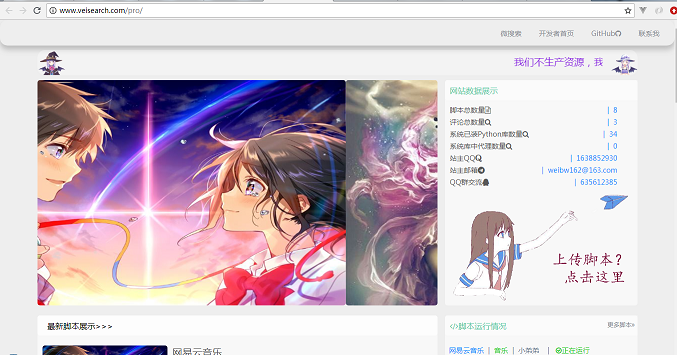 www.veisearch.com/pro/
微搜索 开发者首页 GitHub 联系我
我们不生产资源，我
网站数据展示
脚本总数量 | 8
评论总数量 | 3
系统已装Python库数量 | 34
系统库中代理数量 | 0
站主QQ | 1638852930
站主邮箱 | weibw162@163.com
QQ群交流 | 635612385
上传脚本?
点击这里
最新脚本展示>>>
网易云音乐
</>脚本运行情况 更多脚本»
网易云音乐 | 音乐 | 小弟弟 | 正在运行